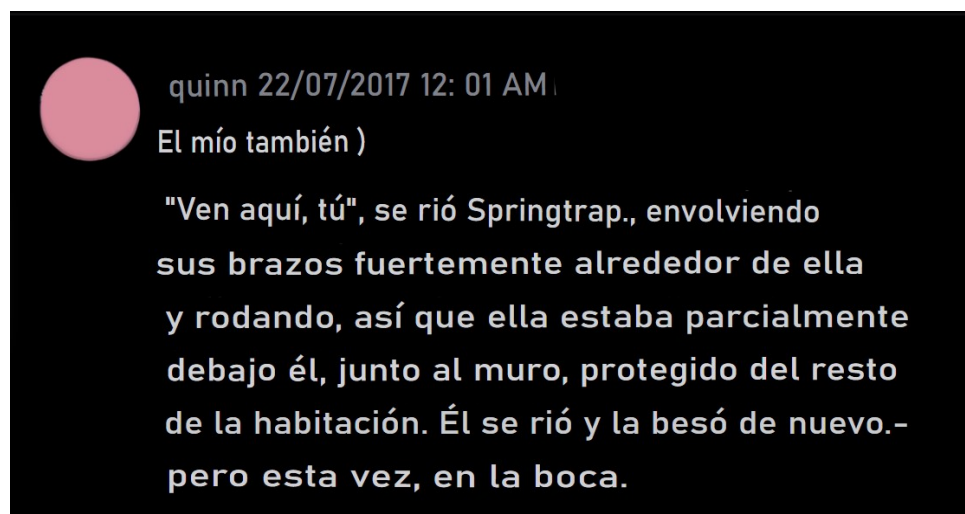 quinn 22/07/2017 12: 01 AM
El mío también )
"Ven aquí, tú", se rió Springtrap., envolviendo
sus brazos fuertemente alrededor de ella
y rodando, así que ella estaba parcialmente
debajo él, junto al muro, protegido del resto
de la habitación. Él se rió y la besó de nuevo.-
pero esta vez, en la boca.